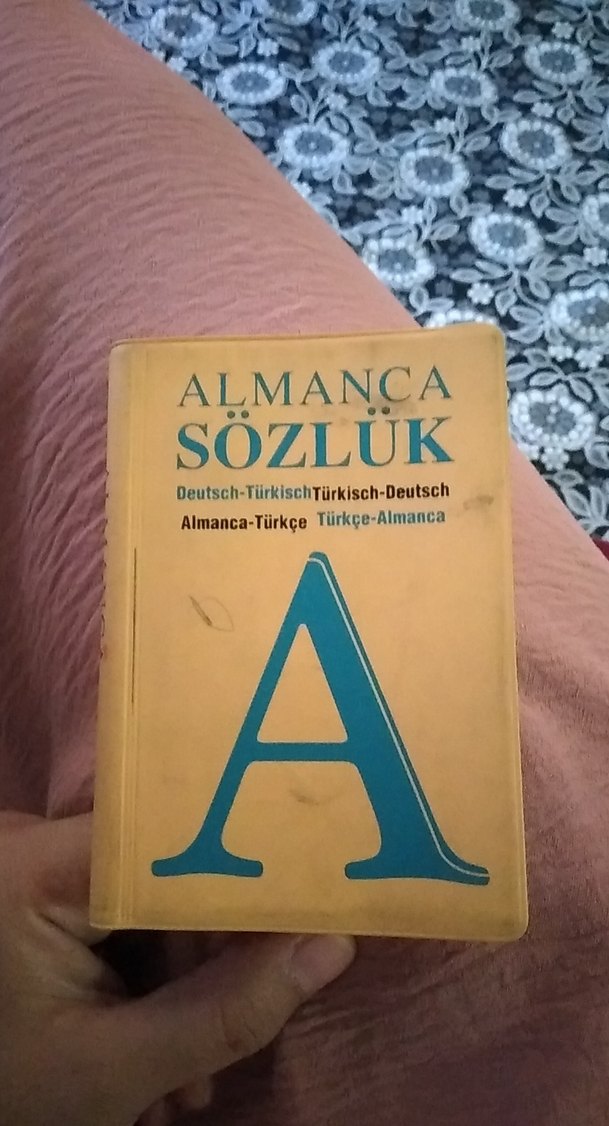 ALMANCA
SÖZLÜK
Deutsch-Türkisch Türkisch-Deutsch
Almanca-Türkçe Türkçe-Almanca
A